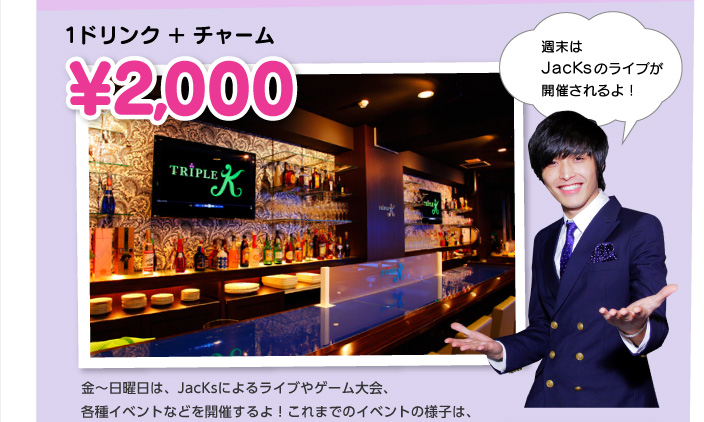 1ドリンク + チャーム
¥2,000
週末は
JacKsのライブが
開催されるよ！
TRIPLE K
TRIPLE K
金～日曜日は、JacKsによるライブやゲーム大会、
各種イベントなどを開催するよ！これまでのイベントの様子は、